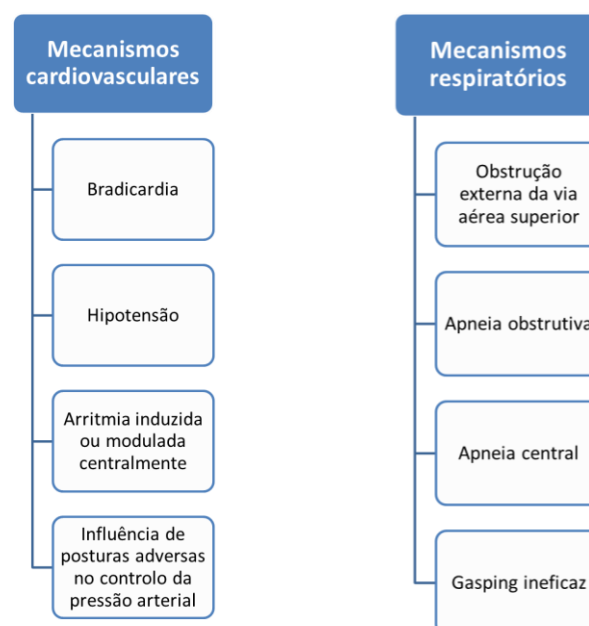 Mecanismos
cardiovasculares
Bradicardia
Hipotensão
Arritmia induzida
ou modulada
centralmente
Influência de
posturas adversas
no controlo da
pressão arterial
Mecanismos
respiratórios
Obstrução
externa da via
aérea superior
Apneia obstrutiva
Apneia central
Gasping ineficaz